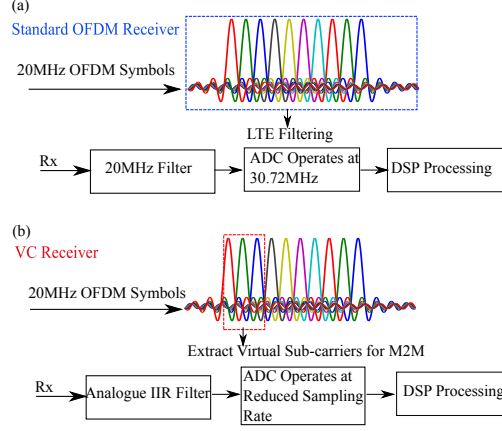 (a)
Standard OFDM Receiver
20MHz OFDM Symbols
LTE Filtering
Rx
20MHz Filter
ADC Operates at
30.72MHz
DSP Processing
(b)
VC Receiver
20MHz OFDM Symbols
Extract Virtual Sub-carriers for M2M
Rx
Analogue IIR Filter
ADC Operates at
Reduced Sampling
Rate
DSP Processing